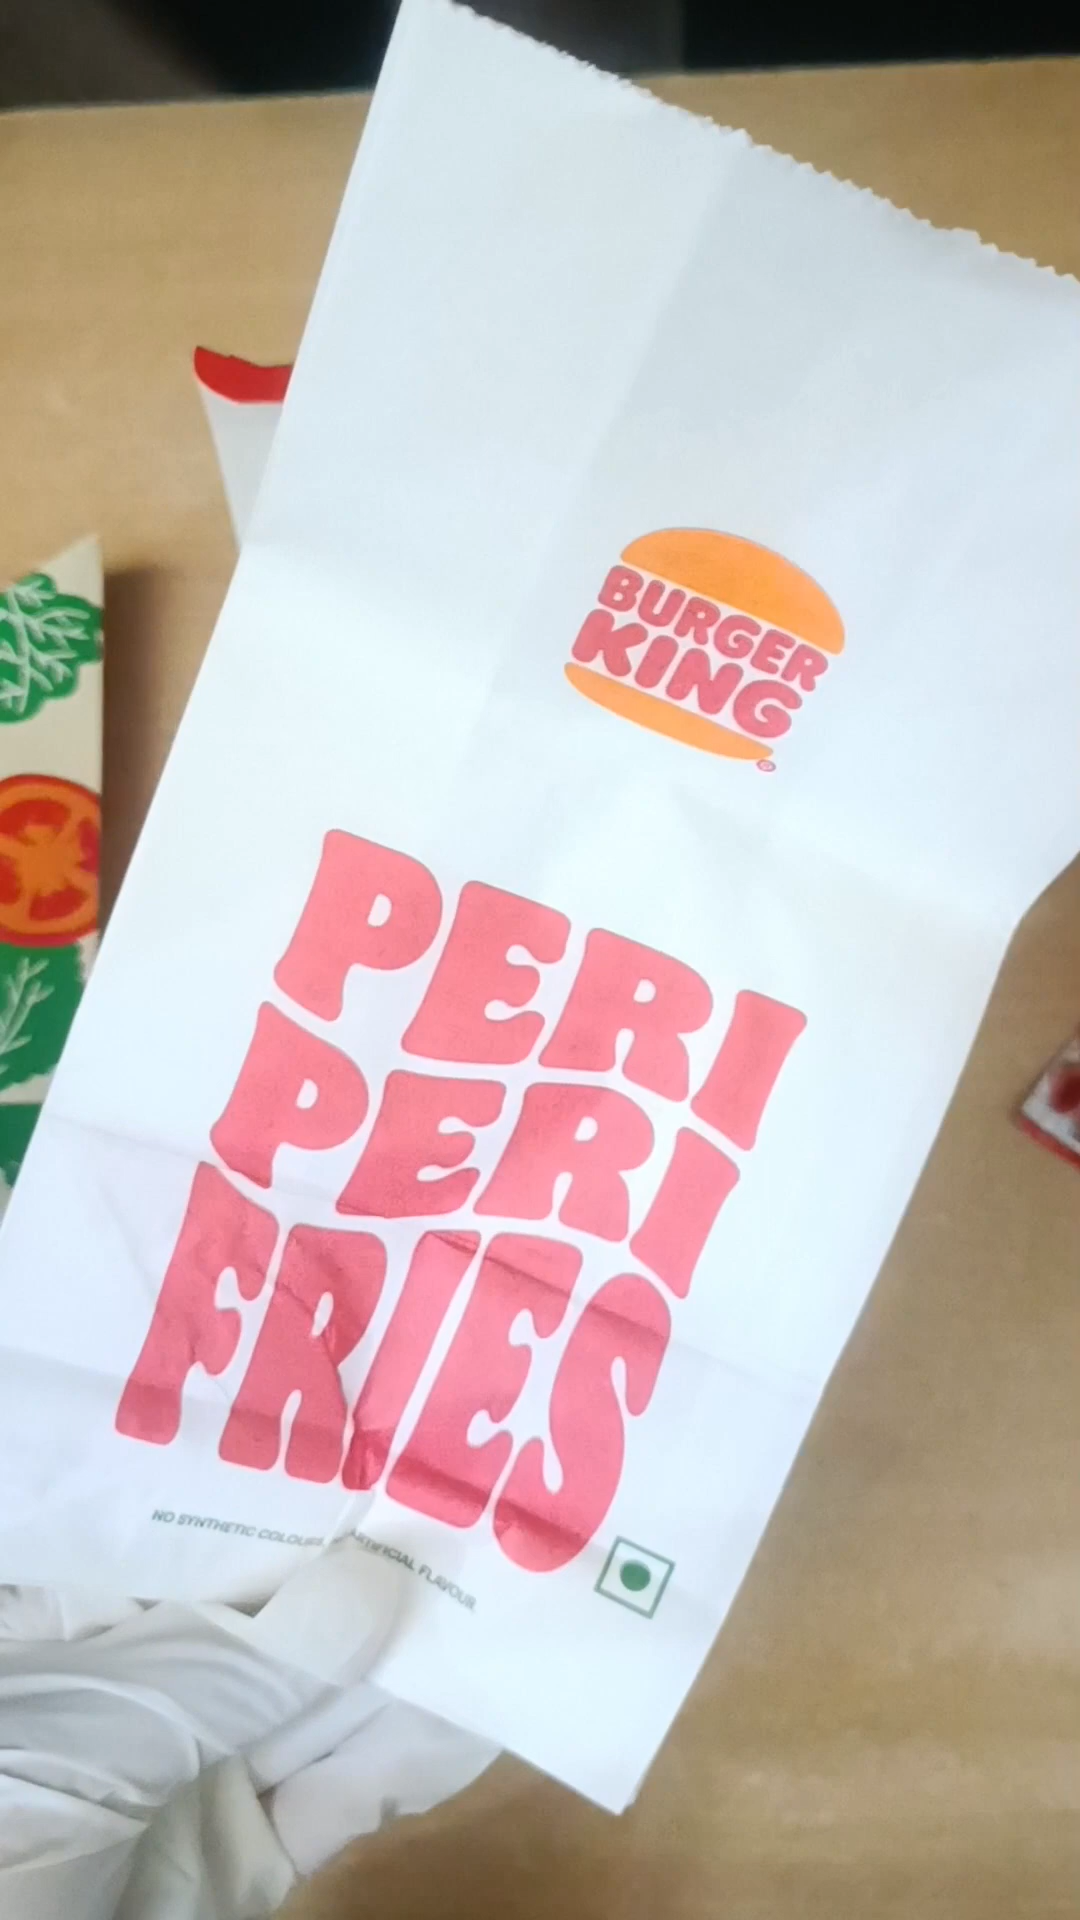 BURGER
KING
PERI
PERI
FRIES
NO SYNTHETIC COLOURS, ARTIFICIAL FLAVOUR